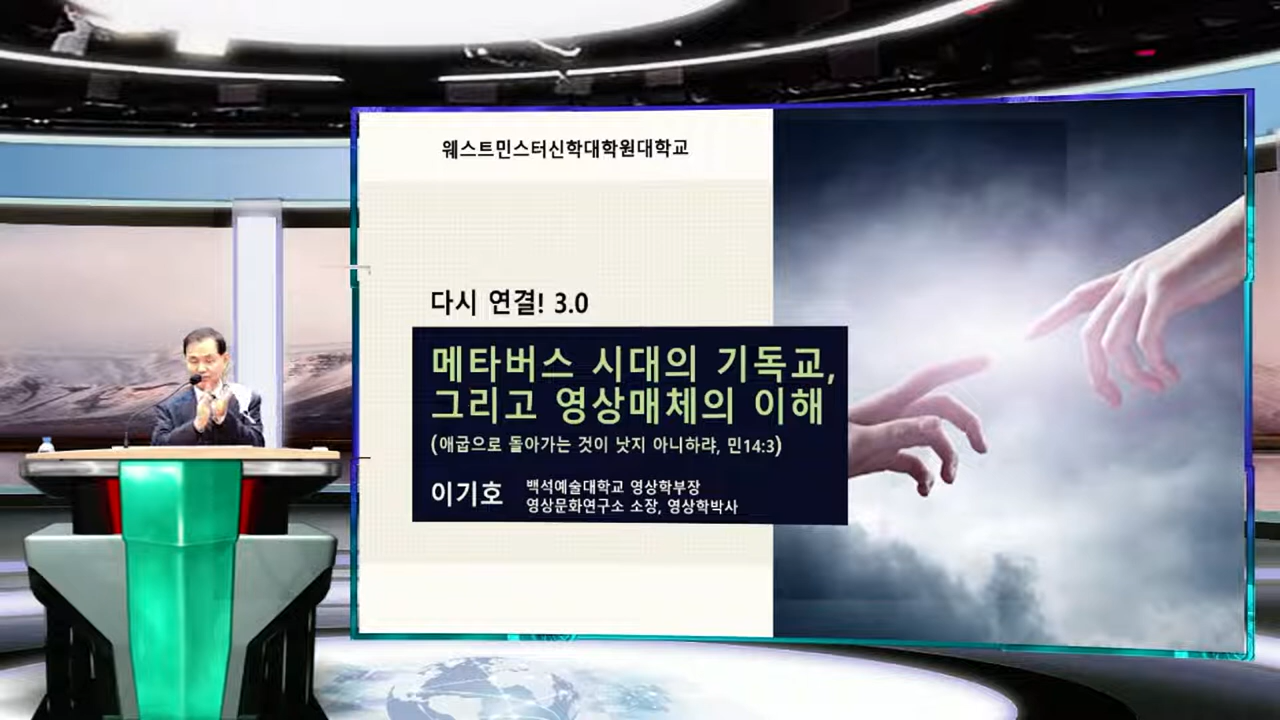 웨스트민스터신학대학원대학교
다시 연결! 3.0
메타버스 시대의 기독교,
그리고 영상매체의 이해
(애굽으로 돌아가는 것이 낫지 아니하랴, 민14:3)
이기호 백석예술대학교 영상학부장
영상문화연구소 소장, 영상학박사